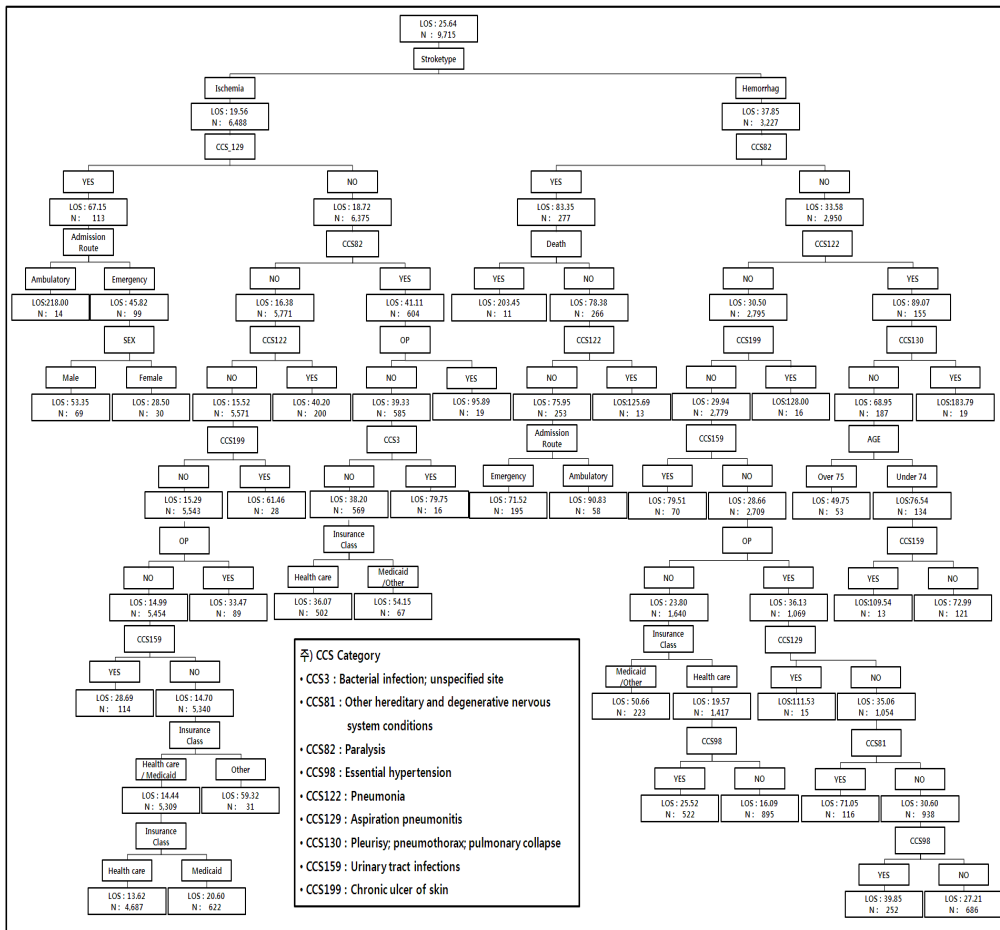 LOS : 25.64
N : 9,715
Stroketype
Ischemia
Hemorrhag
LOS : 19.56
N : 6,488
LOS : 37.85
N : 3,227
CCS_129
CCS82
YES
NO
YES
NO
LOS : 67.15
N : 113
LOS : 18.72
N : 6,375
LOS : 83.35
N : 277
LOS : 33.58
N : 2,950
Admission
Route
CCS82
Death
CCS122
Ambulatory
Emergency
NO
YES
YES
NO
NO
YES
LOS:218.00
N : 14
LOS : 45.82
N : 99
LOS : 16.38
N : 5,771
LOS : 41.11
N : 604
LOS : 203.45
N : 11
LOS : 78.38
N : 266
LOS : 30.50
N : 2,795
LOS : 89.07
N : 155
SEX
CCS122
OP
CCS122
CCS199
CCS130
Male
Female
NO
YES
NO
YES
NO
YES
NO
YES
NO
YES
LOS : 53.35
N : 69
LOS : 28.50
N : 30
LOS : 15.52
N : 5,571
LOS : 40.20
N : 200
LOS : 39.33
N : 585
LOS : 95.89
N : 19
LOS : 75.95
N : 253
LOS:125.69
N : 13
LOS : 29.94
N : 2,779
LOS:128.00
N : 16
LOS : 68.95
N : 187
LOS:183.79
N : 19
CCS199
CCS3
Admission
Route
CCS159
AGE
NO
YES
NO
YES
Emergency
Ambulatory
YES
NO
Over 75
Under 74
LOS : 15.29
N : 5,543
LOS : 61.46
N : 28
LOS : 38.20
N : 569
LOS : 79.75
N : 16
LOS : 71.52
N : 195
LOS : 90.83
N : 58
LOS : 79.51
N : 70
LOS : 28.66
N : 2,709
LOS : 49.75
N : 53
LOS:76.54
N : 134
OP
Insurance
Class
OP
CCS159
NO
YES
Health care
Medicaid
/Other
NO
YES
YES
NO
LOS : 14.99
N : 5,454
LOS : 33.47
N : 89
LOS : 36.07
N : 502
LOS : 54.15
N : 67
LOS : 23.80
N : 1,640
LOS : 36.13
N : 1,069
LOS:109.54
N : 13
LOS : 72.99
N : 121
CCS159
Insurance
Class
CCS129
YES
NO
Medicaid
/Other
Health care
YES
NO
LOS : 28.69
N : 114
LOS : 14.70
N : 5,340
LOS : 50.66
N : 223
LOS : 19.57
N : 1,417
LOS:111.53
N : 15
LOS : 35.06
N : 1,054
Insurance
Class
CCS98
CCS81
Health care
/ Medicaid
Other
YES
NO
YES
NO
LOS : 14.44
N : 5,309
LOS : 59.32
N : 31
LOS : 25.52
N : 522
LOS : 16.09
N : 895
LOS : 71.05
N : 116
LOS : 30.60
N : 938
Insurance
Class
CCS98
Health care
Medicaid
YES
NO
LOS : 13.62
N : 4,687
LOS : 20.60
N : 622
LOS : 39.85
N : 252
LOS : 27.21
N : 686
주) CCS Category
• CCS3 : Bacterial infection; unspecified site
• CCS81 : Other hereditary and degenerative nervous
system conditions
• CCS82 : Paralysis
• CCS98 : Essential hypertension
• CCS122 : Pneumonia
• CCS129 : Aspiration pneumonitis
• CCS130 : Pleurisy; pneumothorax; pulmonary collapse
• CCS159 : Urinary tract infections
• CCS199 : Chronic ulcer of skin